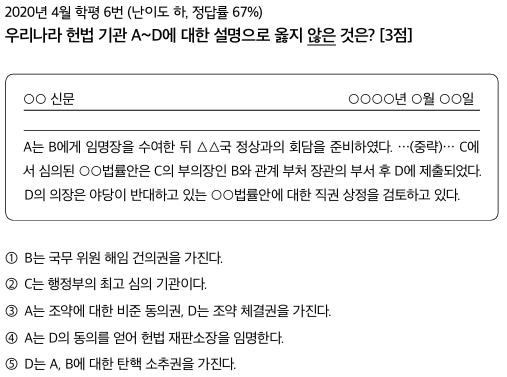 2020년 4월 학평 6번 (난이도 하, 정답률 67%)
우리나라 헌법 기관 A~D에 대한 설명으로 옳지 않은 것은? [3점]
○○ 신문 ○○○○년 ○월 ○○일
A는 B에게 임명장을 수여한 뒤 △△국 정상과의 회담을 준비하였다. …(중략)… C에
서 심의된 ○○법률안은 C의 부의장인 B와 관계 부처 장관의 부서 후 D에 제출되었다.
D의 의장은 야당이 반대하고 있는 ○○법률안에 대한 직권 상정을 검토하고 있다.
① B는 국무 위원 해임 건의권을 가진다.
② C는 행정부의 최고 심의 기관이다.
③ A는 조약에 대한 비준 동의권, D는 조약 체결권을 가진다.
④ A는 D의 동의를 얻어 헌법 재판소장을 임명한다.
⑤ D는 A, B에 대한 탄핵 소추권을 가진다.